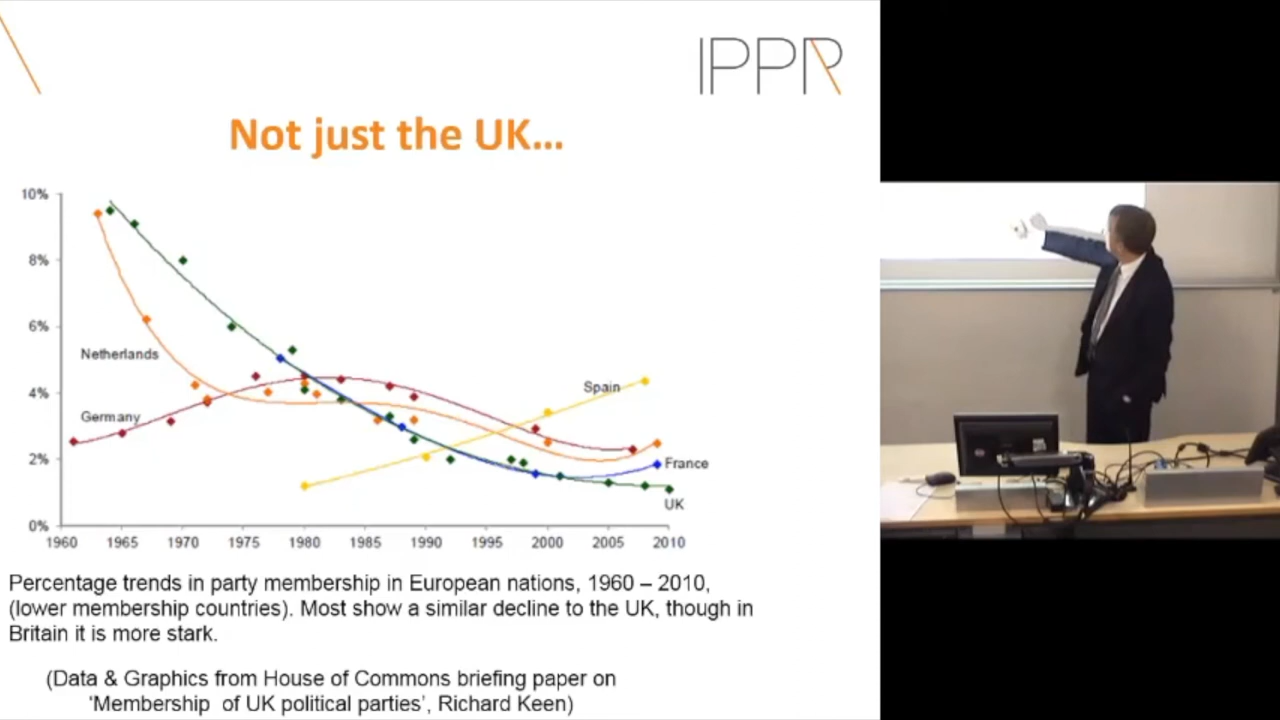 IPPR
Not just the UK...
10%
8%
6%
4%
2%
0%
Netherlands
Germany
Spain
France
UK
1960 1965 1970 1975 1980 1985 1990 1995 2000 2005 2010
Percentage trends in party membership in European nations, 1960 – 2010,
(lower membership countries). Most show a similar decline to the UK, though in
Britain it is more stark.
(Data & Graphics from House of Commons briefing paper on
‘Membership of UK political parties’, Richard Keen)